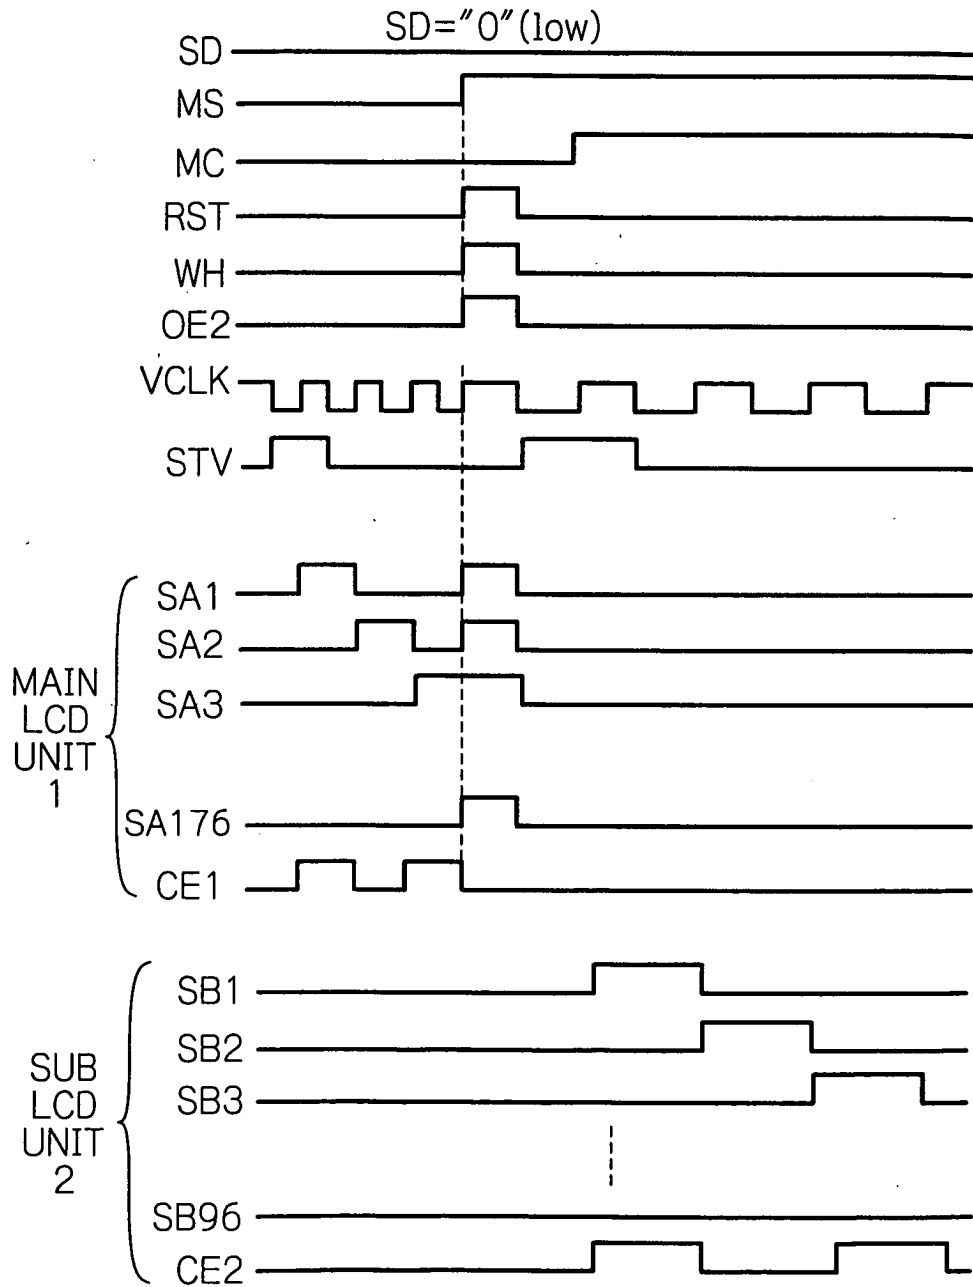 SD="0"(low)
SD
MS
MC
RST
WH
OE2
VCLK
STV
MAIN
LCD
UNIT
1
SA1
SA2
SA3
SA176
CE1
SUB
LCD
UNIT
2
SB1
SB2
SB3
SB96
CE2